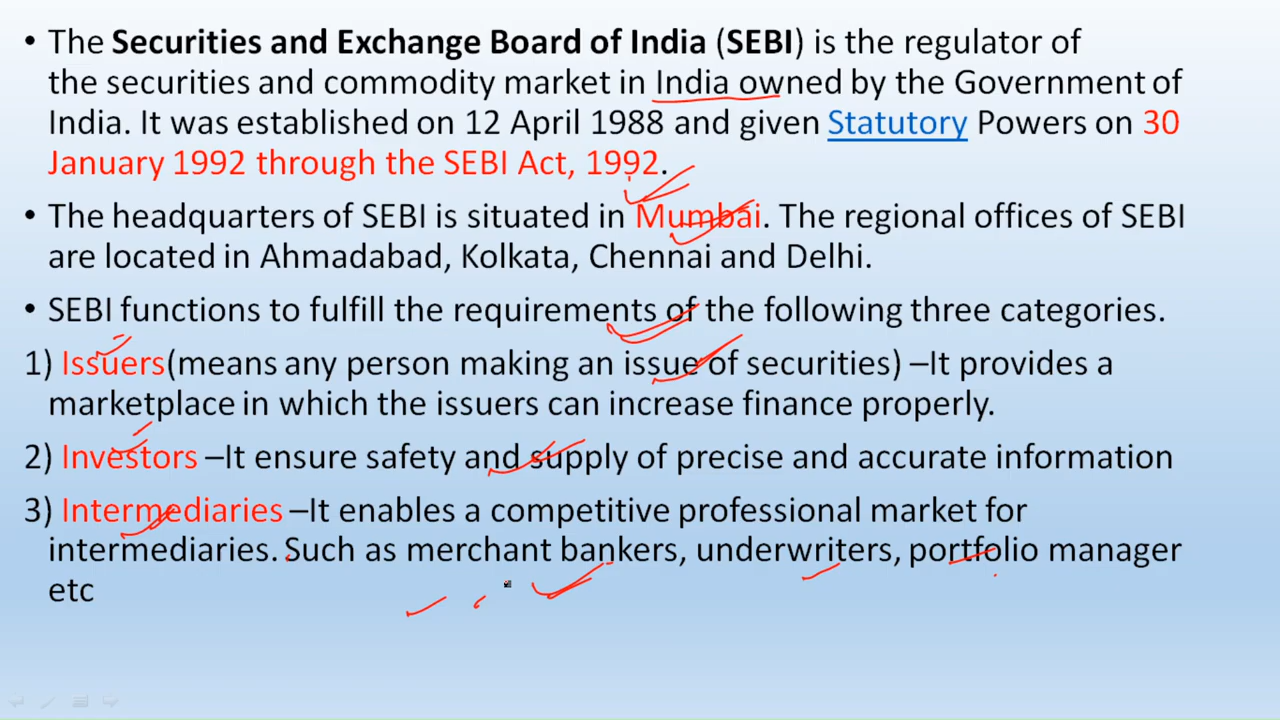 • The Securities and Exchange Board of India (SEBI) is the regulator of
the securities and commodity market in India owned by the Government of
India. It was established on 12 April 1988 and given Statutory Powers on 30
January 1992 through the SEBI Act, 1992.
• The headquarters of SEBI is situated in Mumbai. The regional offices of SEBI
are located in Ahmadabad, Kolkata, Chennai and Delhi.
• SEBI functions to fulfill the requirements of the following three categories.
1) Issuers(means any person making an issue of securities) –It provides a
marketplace in which the issuers can increase finance properly.
2) Investors –It ensure safety and supply of precise and accurate information
3) Intermediaries –It enables a competitive professional market for
intermediaries. Such as merchant bankers, underwriters, portfolio manager
etc